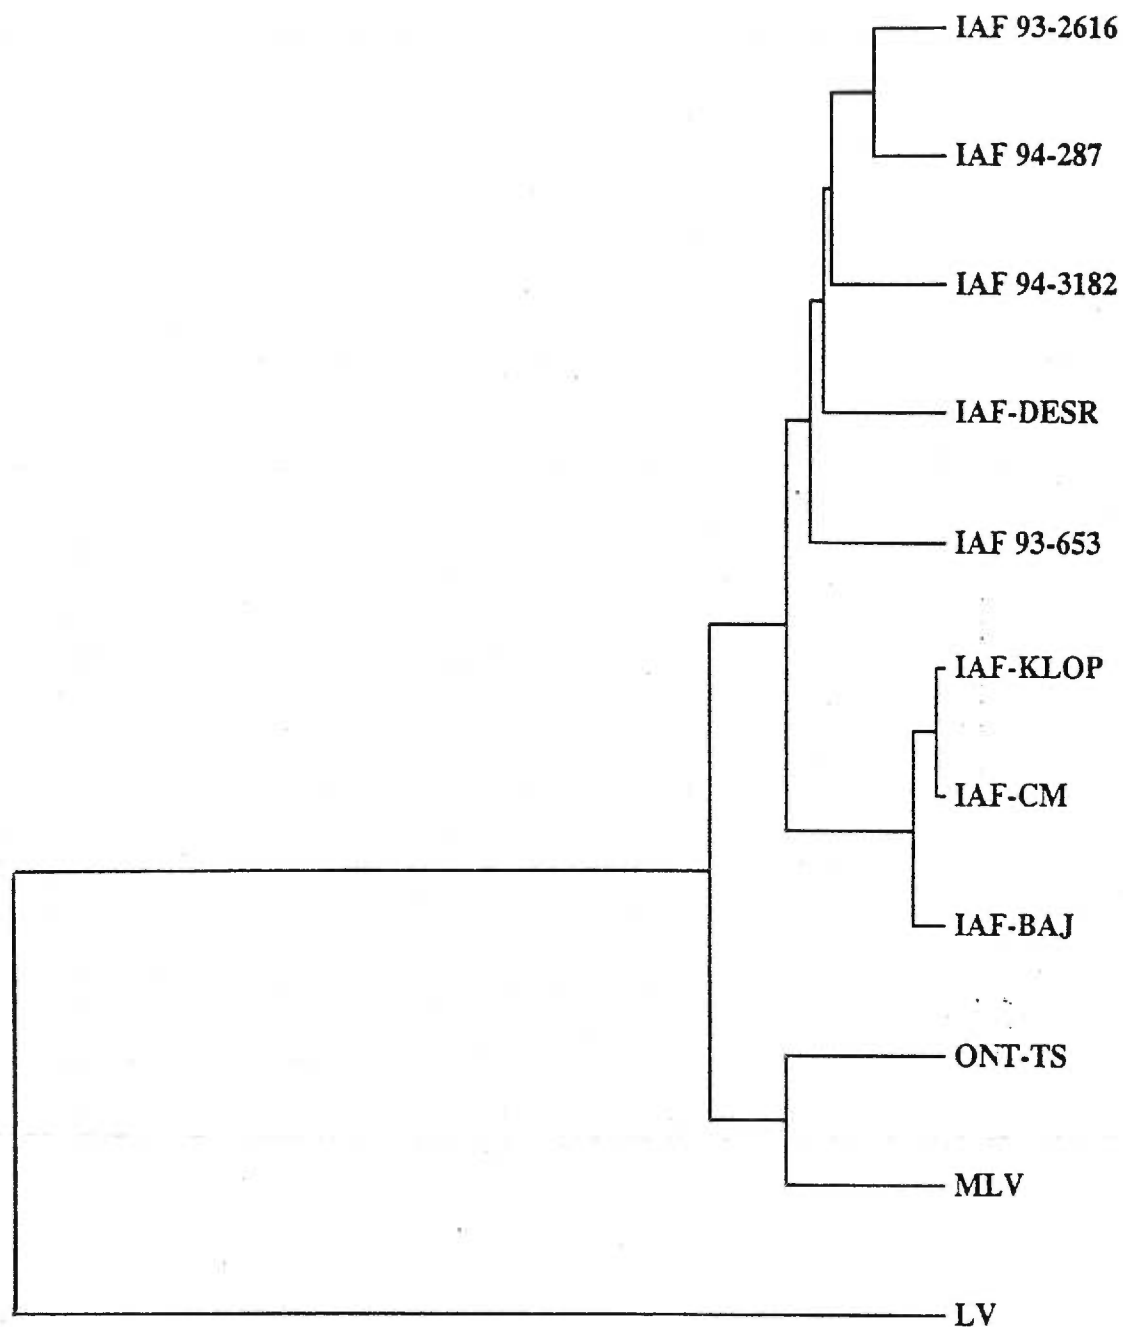 IAF 93-2616
IAF 94-287
IAF 94-3182
IAF-DESR
IAF 93-653
IAF-KLOP
IAF-CM
IAF-BAJ
ONT-TS
MLV
LV